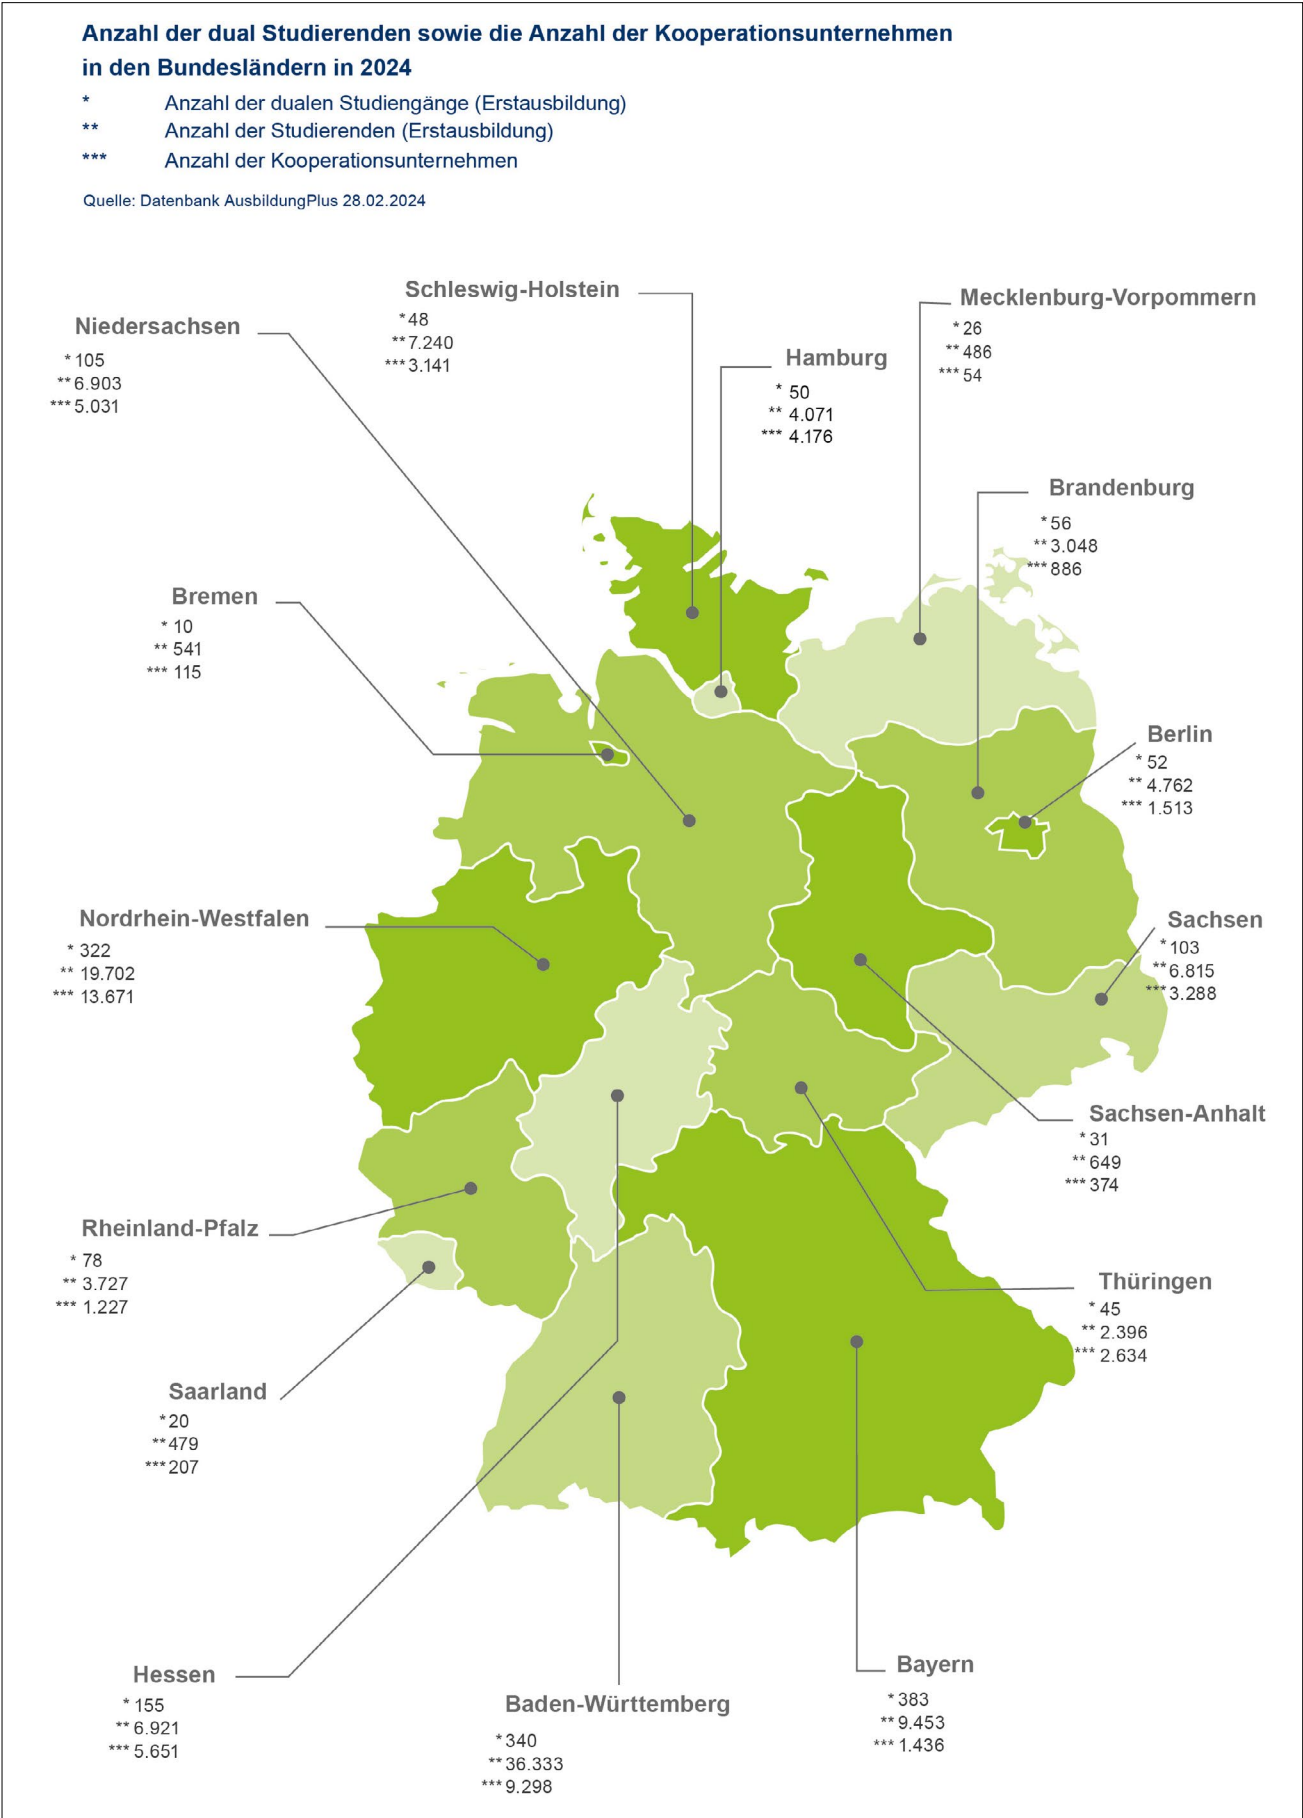 Anzahl der dual Studierenden sowie die Anzahl der Kooperationsunternehmen
in den Bundesländern in 2024
* Anzahl der dualen Studiengänge (Erstausbildung)
** Anzahl der Studierenden (Erstausbildung)
*** Anzahl der Kooperationsunternehmen
Quelle: Datenbank AusbildungPlus 28.02.2024
Schleswig-Holstein
* 48
** 7.240
*** 3.141
Mecklenburg-Vorpommern
* 26
** 486
*** 54
Niedersachsen
* 105
** 6.903
*** 5.031
Hamburg
* 50
** 4.071
*** 4.176
Brandenburg
* 56
** 3.048
*** 886
Bremen
* 10
** 541
*** 115
Berlin
* 52
** 4.762
*** 1.513
Nordrhein-Westfalen
* 322
** 19.702
*** 13.671
Sachsen
* 103
** 6.815
*** 3.288
Sachsen-Anhalt
* 31
** 649
*** 374
Rheinland-Pfalz
* 78
** 3.727
*** 1.227
Thüringen
* 45
** 2.396
*** 2.634
Saarland
* 20
** 479
*** 207
Hessen
* 155
** 6.921
*** 5.651
Baden-Württemberg
* 340
** 36.333
*** 9.298
Bayern
* 383
** 9.453
*** 1.436